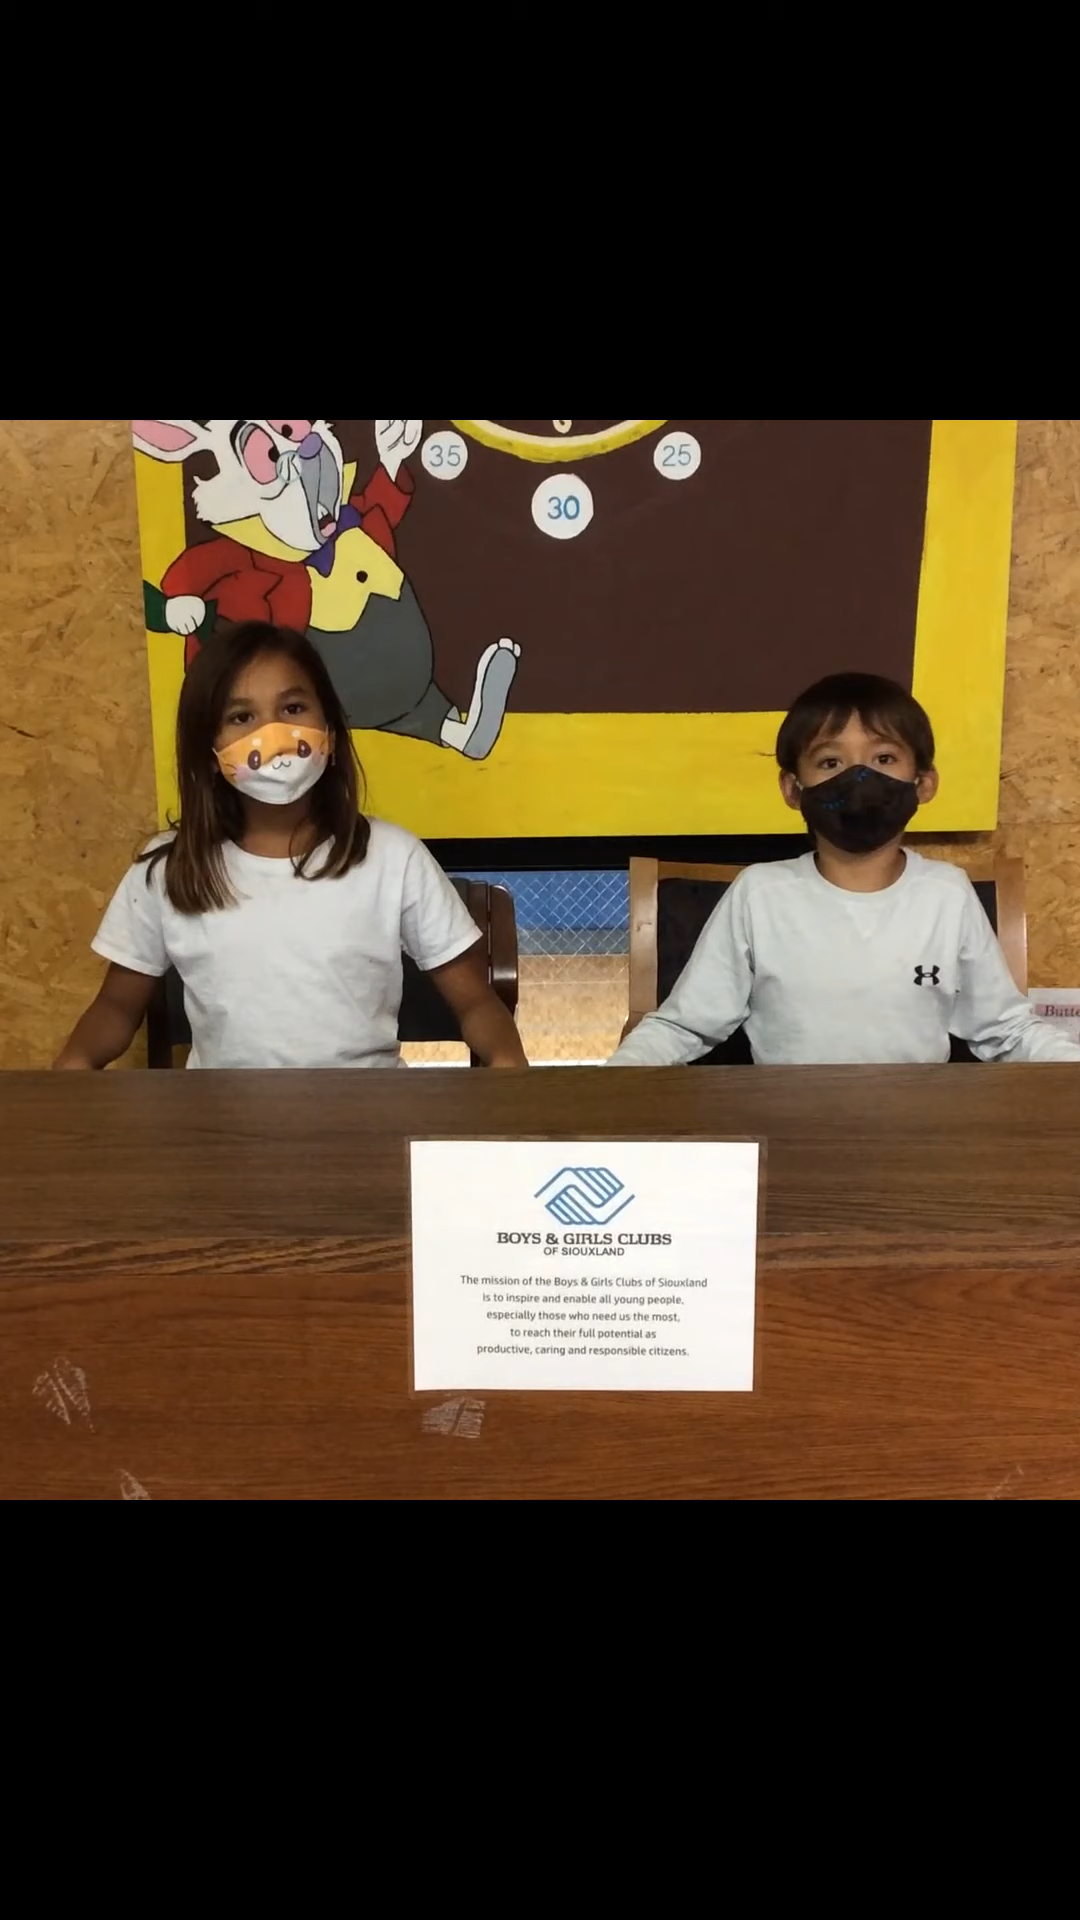 35
25
30
Butte
BOYS & GIRLS CLUBS
OF SIOUXLAND
The mission of the Boys & Girls Clubs of Siouxland
is to inspire and enable all young people,
especially those who need us the most,
to reach their full potential as
productive, caring and responsible citizens.